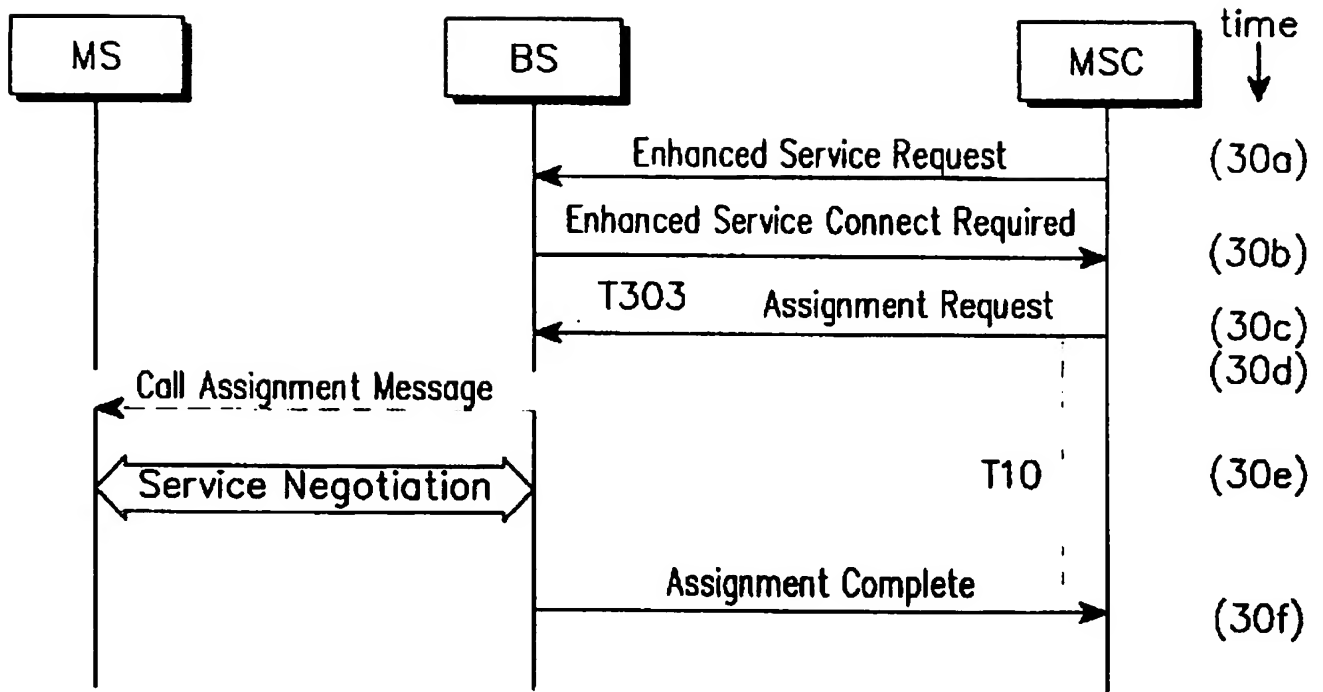 MS
BS
MSC
time
Enhanced Service Request
(30a)
Enhanced Service Connect Required
(30b)
T303
Assignment Request
(30c)
(30d)
Call Assignment Message
Service Negotiation
T10
(30e)
Assignment Complete
(30f)